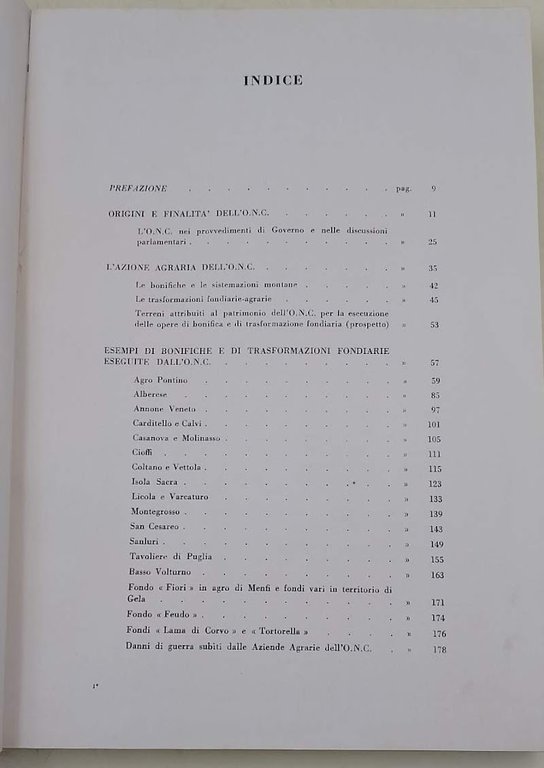 INDICE
PREFAZIONE . . . . . . . . . . . pag. 9
ORIGINI E FINALITA' DELL'O.N.C. . . . . . . » 11
L'O.N.C. nei provvedimenti di Governo e nelle discussioni
parlamentari . . . . . . . . . . . » 25
L'AZIONE AGRARIA DELL'O.N.C. . . . . . . . » 35
Le bonifiche e le sistemazioni montane . . . . . » 42
Le trasformazioni fondiarie-agrarie . . . . . . » 45
Terreni attribuiti al patrimonio dell'O.N.C. per la esecuzione
delle opere di bonifica e di trasformazione fondiaria (prospetto) » 53
ESEMPI DI BONIFICHE E DI TRASFORMAZIONI FONDIARIE
ESEGUITE DALL'O.N.C. . . . . . . . . . » 57
Agro Pontino . . . . . . . . . . » 59
Alberese . . . . . . . . . . . » 85
Annone Veneto . . . . . . . . . . » 97
Carditello e Calvi . . . . . . . . . » 101
Casanova e Molinasso . . . . . . . . . » 105
Cioffi . . . . . . . . . . . » 111
Coltano e Vettola . . . . . . . . . . » 115
Isola Sacra . . . . . . . . . . . » 123
Licola e Varcaturo . . . . . . . . . » 133
Montegrosso . . . . . . . . . . . » 139
San Cesareo . . . . . . . . . . . » 143
Sanluri . . . . . . . . . . . » 149
Tavoliere di Puglia . . . . . . . . . » 155
Basso Volturno . . . . . . . . . . » 163
Fondo « Fiori » in agro di Menfi e fondi vari in territorio di
Gela . . . . . . . . . . . . » 171
Fondo « Feudo » . . . . . . . . . . » 174
Fondi « Lama di Corvo » e « Tortorella » . . . . » 176
Danni di guerra subiti dalle Aziende Agrarie dell'O.N.C. . » 178
1*